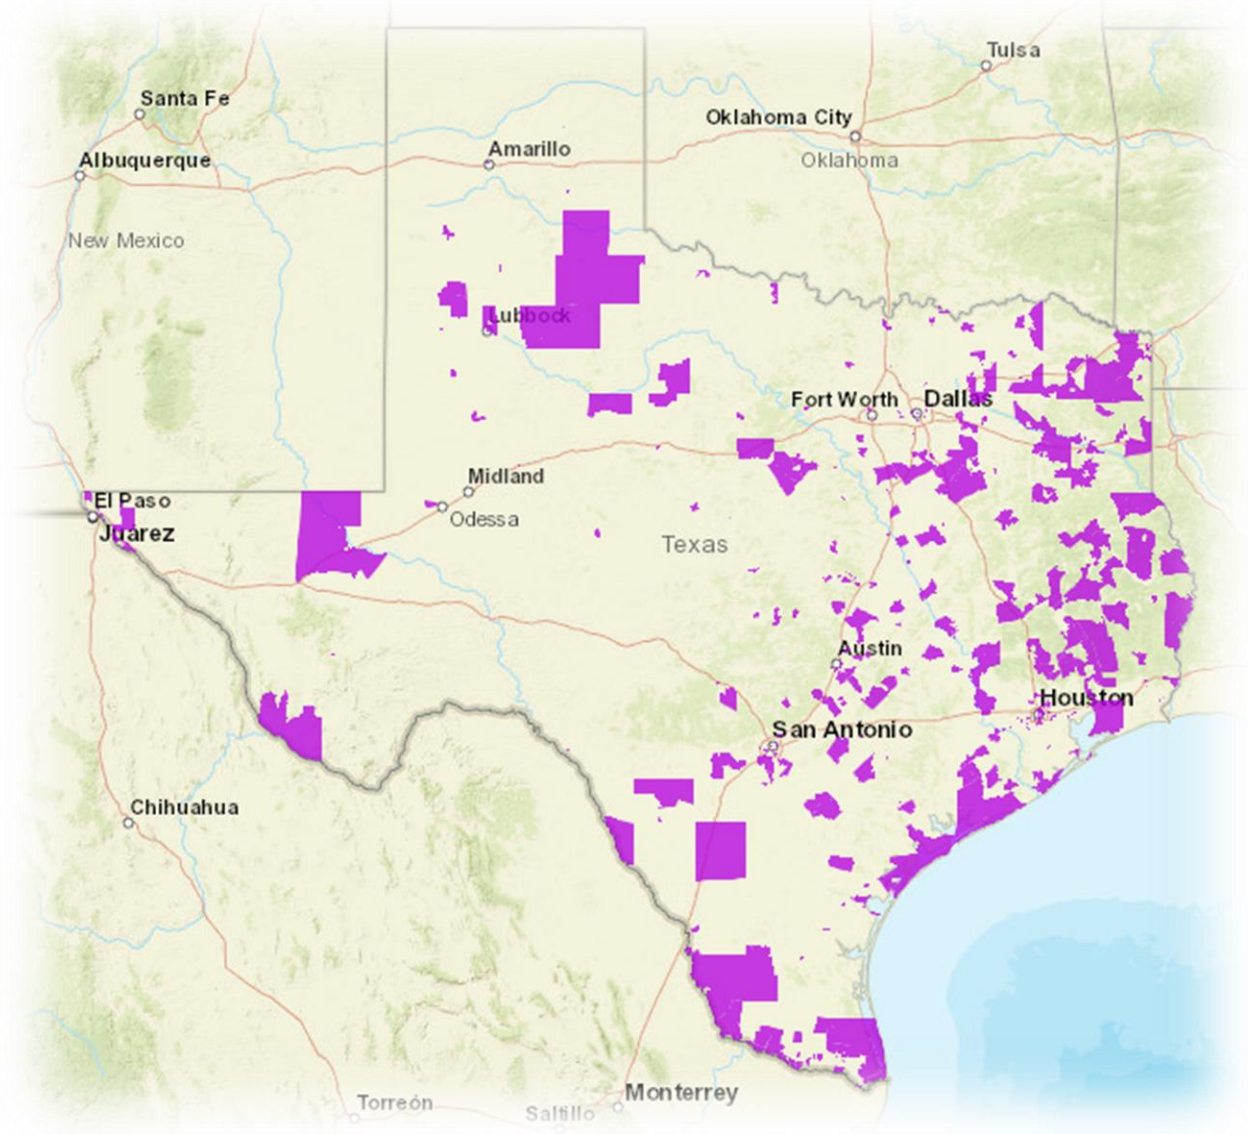 Tulsa
Santa Fe
Oklahoma City
Amarillo
Albuquerque
Oklahoma
New Mexico
Lubbock
Fort Worth
Dallas
Midland
El Paso
Odessa
Juárez
Texas
Austin
Houston
San Antonio
Chihuahua
Monterrey
Torreón
Saltillo